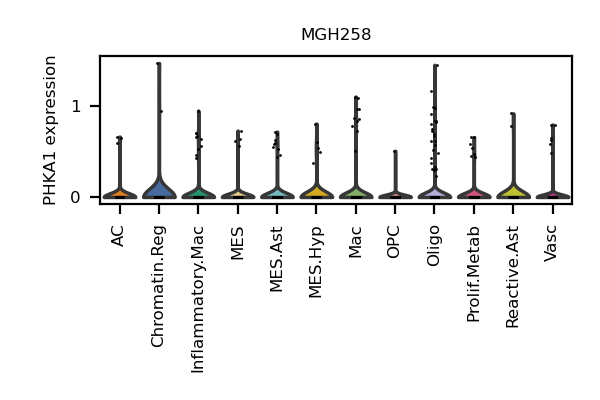 MGH258
PHKA1 expression
1
0
AC
Chromatin.Reg
Inflammatory.Mac
MES
MES.Ast
MES.Hyp
Mac
OPC
Oligo
Prolif.Metab
Reactive.Ast
Vasc